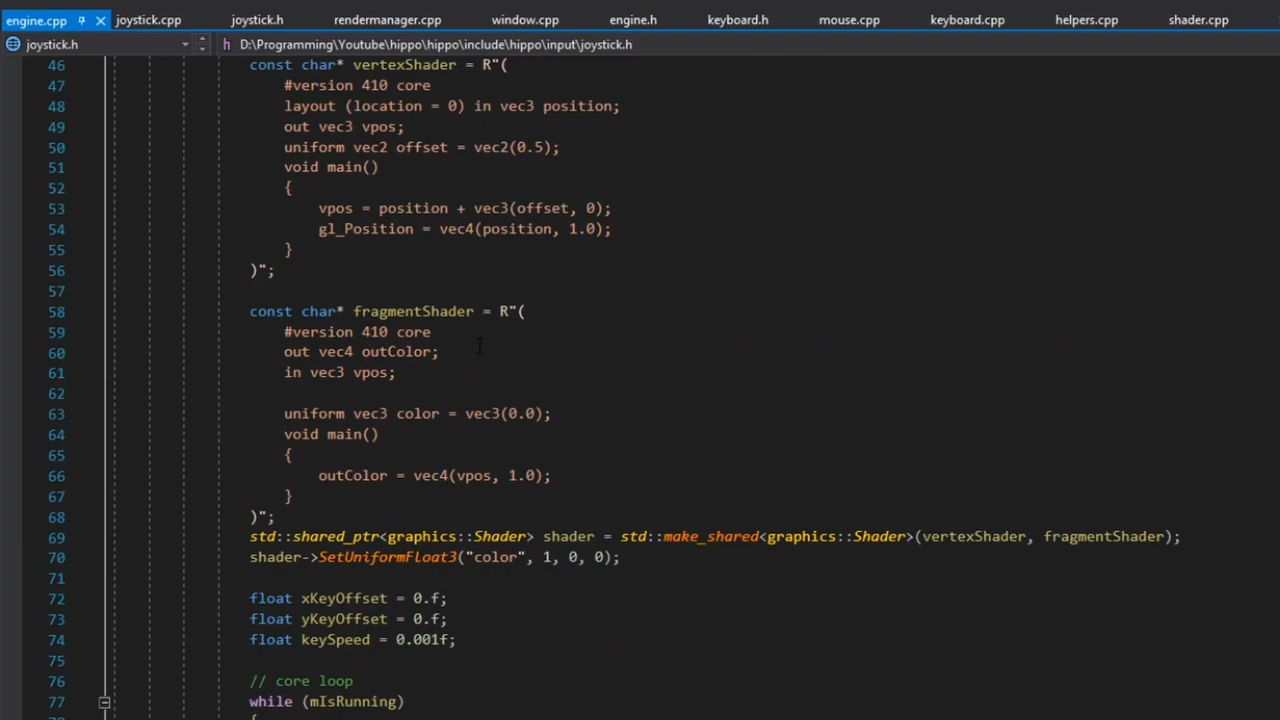 engine.cpp joystick.cpp joystick.h rendermanager.cpp window.cpp engine.h keyboard.h mouse.cpp keyboard.cpp helpers.cpp shader.cpp
joystick.h h D:\Programming\Youtube\hippo\hippo\include\hippo\input\joystick.h
46 const char* vertexShader = R"(
47 #version 410 core
48 layout (location = 0) in vec3 position;
49 out vec3 vpos;
50 uniform vec2 offset = vec2(0.5);
51 void main()
52 {
53 vpos = position + vec3(offset, 0);
54 gl_Position = vec4(position, 1.0);
55 }
56 )";
57
58 const char* fragmentShader = R"(
59 #version 410 core
60 out vec4 outColor;
61 in vec3 vpos;
62
63 uniform vec3 color = vec3(0.0);
64 void main()
65 {
66 outColor = vec4(vpos, 1.0);
67 }
68 )";
69 std::shared_ptr<graphics::Shader> shader = std::make_shared<graphics::Shader>(vertexShader, fragmentShader);
70 shader->SetUniformFloat3("color", 1, 0, 0);
71
72 float xKeyOffset = 0.f;
73 float yKeyOffset = 0.f;
74 float keySpeed = 0.001f;
75
76 // core loop
77 while (mIsRunning)